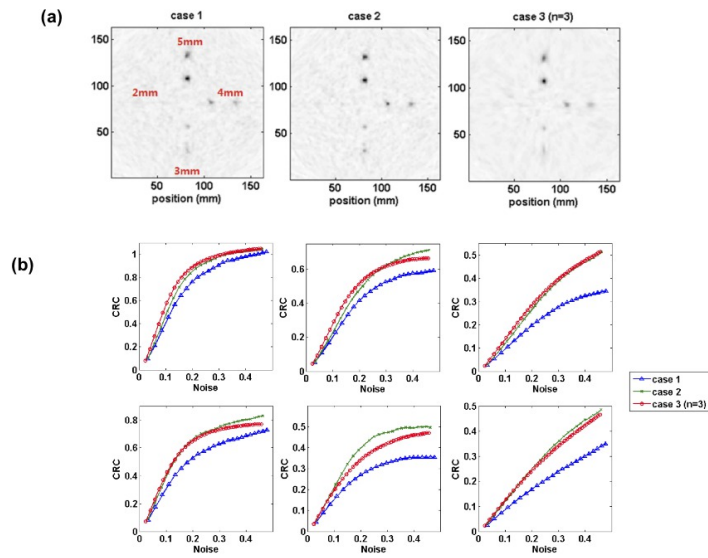 (a)
case 1
case 2
case 3 (n=3)
150
100
50
5mm
2mm
4mm
3mm
50 100 150
position (mm)
150
100
50
50 100 150
position (mm)
150
100
50
50 100 150
position (mm)
(b)
CRC
1
0.8
0.6
0.4
0.2
0
0 0.1 0.2 0.3 0.4
Noise
CRC
0.6
0.4
0.2
0
0 0.1 0.2 0.3 0.4
Noise
CRC
0.5
0.4
0.3
0.2
0.1
0
0 0.1 0.2 0.3 0.4
Noise
case 1
case 2
case 3 (n=3)
CRC
0.8
0.6
0.4
0.2
0
0 0.1 0.2 0.3 0.4
Noise
CRC
0.5
0.4
0.3
0.2
0.1
0
0 0.1 0.2 0.3 0.4
Noise
CRC
0.5
0.4
0.3
0.2
0.1
0
0 0.1 0.2 0.3 0.4
Noise